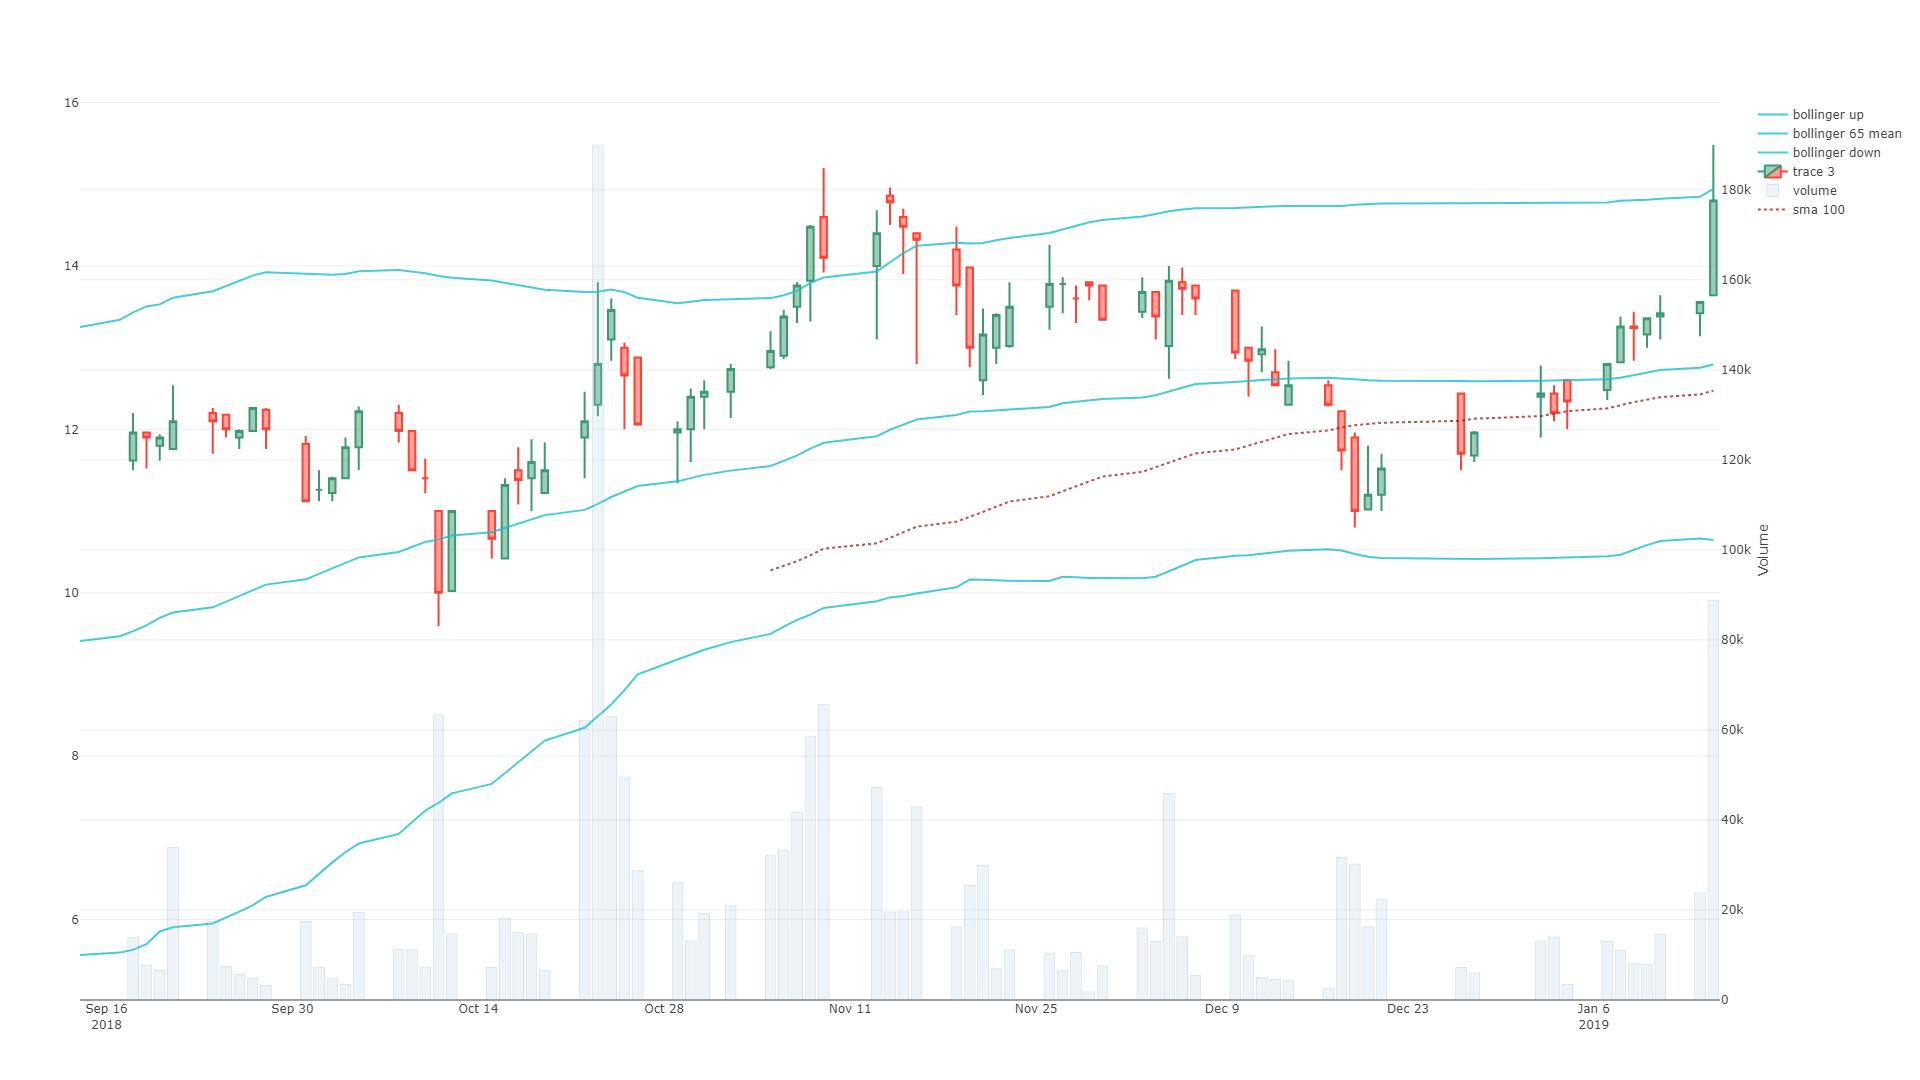 16
14
12
10
8
6
180k
160k
140k
120k
100k
80k
60k
40k
20k
0
Volume
Sep 16
2018
Sep 30
Oct 14
Oct 28
Nov 11
Nov 25
Dec 9
Dec 23
Jan 6
2019
bollinger up
bollinger 65 mean
bollinger down
trace 3
volume
sma 100